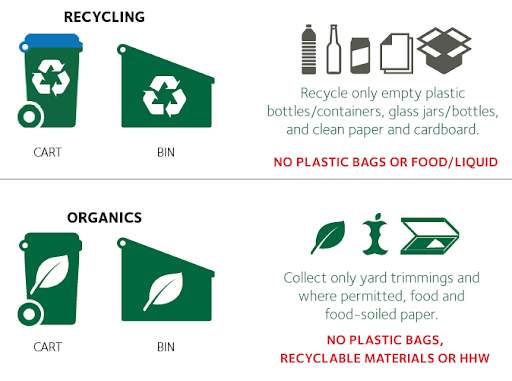 RECYCLING
CART
BIN
Recycle only empty plastic
bottles/containers, glass jars/bottles,
and clean paper and cardboard.
NO PLASTIC BAGS OR FOOD/LIQUID
ORGANICS
CART
BIN
Collect only yard trimmings and
where permitted, food and
food-soiled paper.
NO PLASTIC BAGS,
RECYCLABLE MATERIALS OR HHW